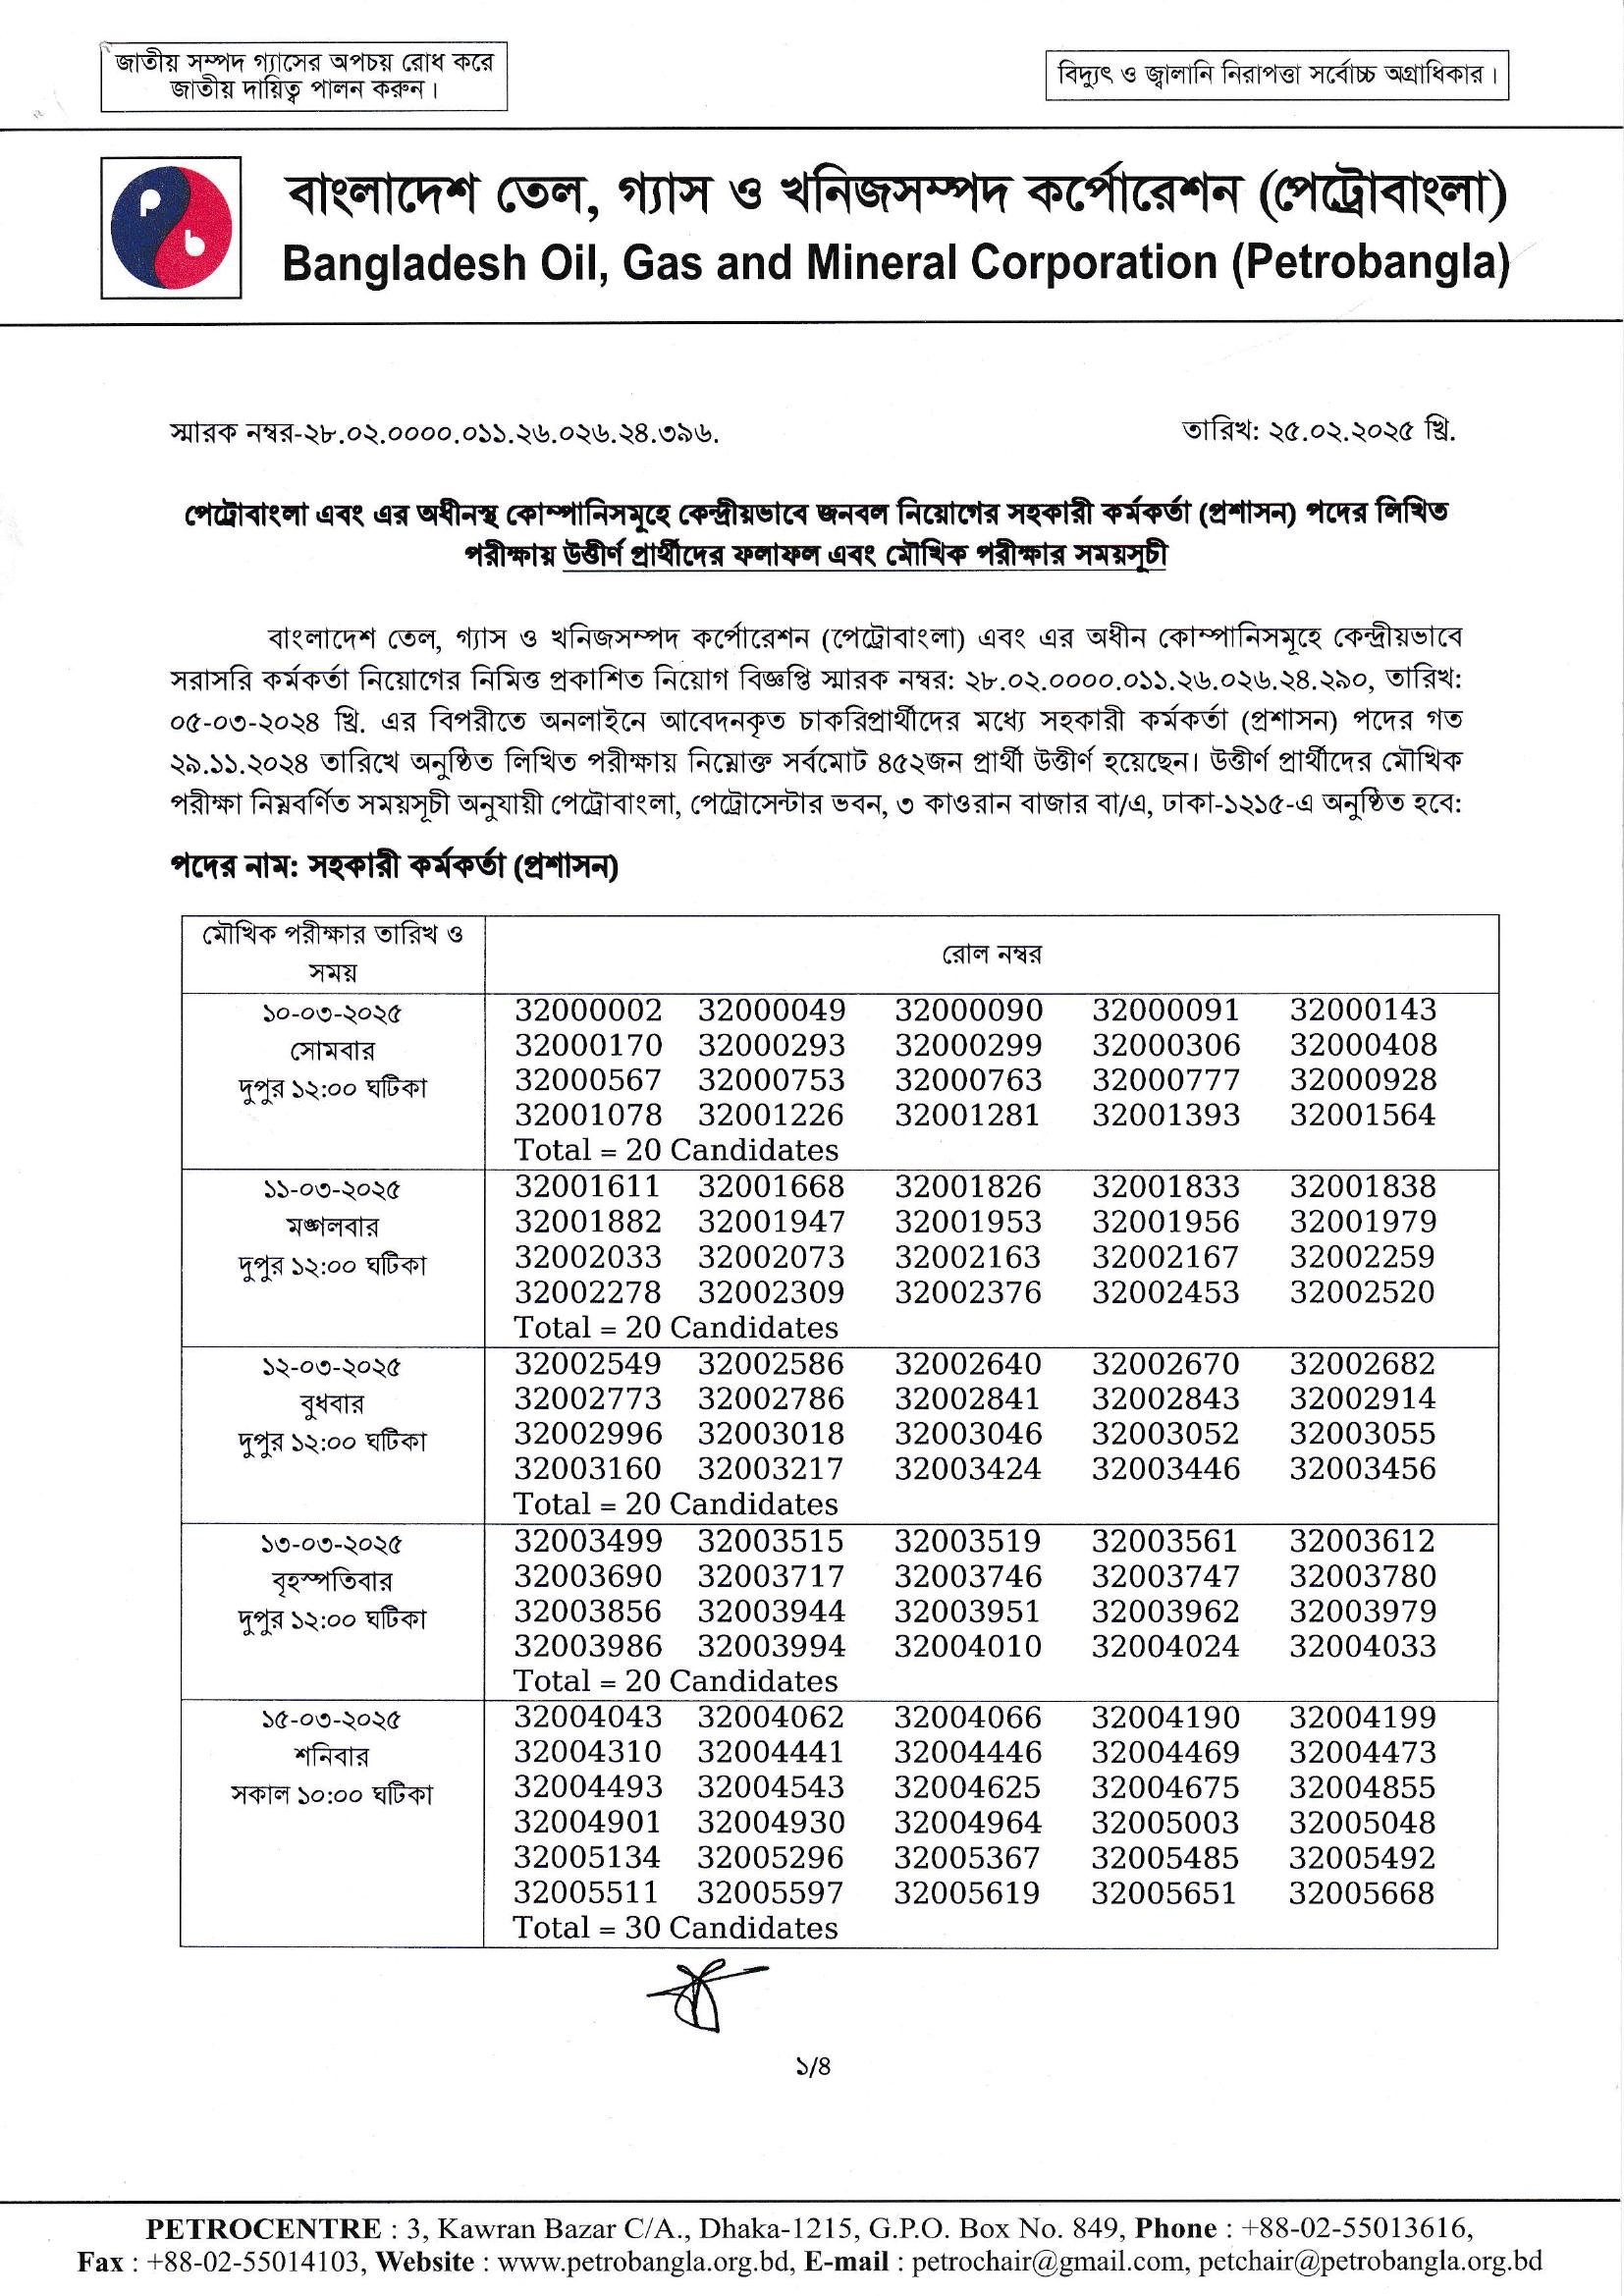 জাতীয় সম্পদ গ্যাসের অপচয় রোধ করে
জাতীয় দায়িত্ব পালন করুন।
বিদ্যুৎ ও জ্বালানি নিরাপত্তা সর্বোচ্চ অগ্রাধিকার।
p
b
বাংলাদেশ তেল, গ্যাস ও খনিজসম্পদ কর্পোরেশন (পেট্রোবাংলা)
Bangladesh Oil, Gas and Mineral Corporation (Petrobangla)
স্মারক নম্বর-২৮.০২.০০০০.০১১.২৬.০২৬.২৪.৩৯৬.
তারিখ: ২৫.০২.২০২৫ খ্রি.
পেট্রোবাংলা এবং এর অধীনস্থ কোম্পানিসমূহে কেন্দ্রীয়ভাবে জনবল নিয়োগের সহকারী কর্মকর্তা (প্রশাসন) পদের লিখিত
পরীক্ষায় উত্তীর্ণ প্রার্থীদের ফলাফল এবং মৌখিক পরীক্ষার সময়সূচী
বাংলাদেশ তেল, গ্যাস ও খনিজসম্পদ কর্পোরেশন (পেট্রোবাংলা) এবং এর অধীন কোম্পানিসমূহে কেন্দ্রীয়ভাবে
সরাসরি কর্মকর্তা নিয়োগের নিমিত্ত প্রকাশিত নিয়োগ বিজ্ঞপ্তি স্মারক নম্বর: ২৮.০২.০০০০.০১১.২৬.০২৬.২৪.২৯০, তারিখ:
০৫-০৩-২০২৪ খ্রি. এর বিপরীতে অনলাইনে আবেদনকৃত চাকরিপ্রার্থীদের মধ্যে সহকারী কর্মকর্তা (প্রশাসন) পদের গত
২৯.১১.২০২৪ তারিখে অনুষ্ঠিত লিখিত পরীক্ষায় নিম্নোক্ত সর্বমোট ৪৫২জন প্রার্থী উত্তীর্ণ হয়েছেন। উত্তীর্ণ প্রার্থীদের মৌখিক
পরীক্ষা নিম্নবর্ণিত সময়সূচী অনুযায়ী পেট্রোবাংলা, পেট্রোসেন্টার ভবন, ৩ কাওরান বাজার বা/এ, ঢাকা-১২১৫-এ অনুষ্ঠিত হবে:
পদের নাম: সহকারী কর্মকর্তা (প্রশাসন)
মৌখিক পরীক্ষার তারিখ ও
সময়
রোল নম্বর
১০-০৩-২০২৫
সোমবার
দুপুর ১২:০০ ঘটিকা
32000002 32000049 32000090 32000091 32000143
32000170 32000293 32000299 32000306 32000408
32000567 32000753 32000763 32000777 32000928
32001078 32001226 32001281 32001393 32001564
Total = 20 Candidates
১১-০৩-২০২৫
মঙ্গলবার
দুপুর ১২:০০ ঘটিকা
32001611 32001668 32001826 32001833 32001838
32001882 32001947 32001953 32001956 32001979
32002033 32002073 32002163 32002167 32002259
32002278 32002309 32002376 32002453 32002520
Total = 20 Candidates
১২-০৩-২০২৫
বুধবার
দুপুর ১২:০০ ঘটিকা
32002549 32002586 32002640 32002670 32002682
32002773 32002786 32002841 32002843 32002914
32002996 32003018 32003046 32003052 32003055
32003160 32003217 32003424 32003446 32003456
Total = 20 Candidates
১৩-০৩-২০২৫
বৃহস্পতিবার
দুপুর ১২:০০ ঘটিকা
32003499 32003515 32003519 32003561 32003612
32003690 32003717 32003746 32003747 32003780
32003856 32003944 32003951 32003962 32003979
32003986 32003994 32004010 32004024 32004033
Total = 20 Candidates
১৫-০৩-২০২৫
শনিবার
সকাল ১০:০০ ঘটিকা
32004043 32004062 32004066 32004190 32004199
32004310 32004441 32004446 32004469 32004473
32004493 32004543 32004625 32004675 32004855
32004901 32004930 32004964 32005003 32005048
32005134 32005296 32005367 32005485 32005492
32005511 32005597 32005619 32005651 32005668
Total = 30 Candidates
১/৪
PETROCENTRE : 3, Kawran Bazar C/A., Dhaka-1215, G.P.O. Box No. 849, Phone : +88-02-55013616,
Fax : +88-02-55014103, Website : www.petrobangla.org.bd, E-mail : petrochair@gmail.com, petchair@petrobangla.org.bd